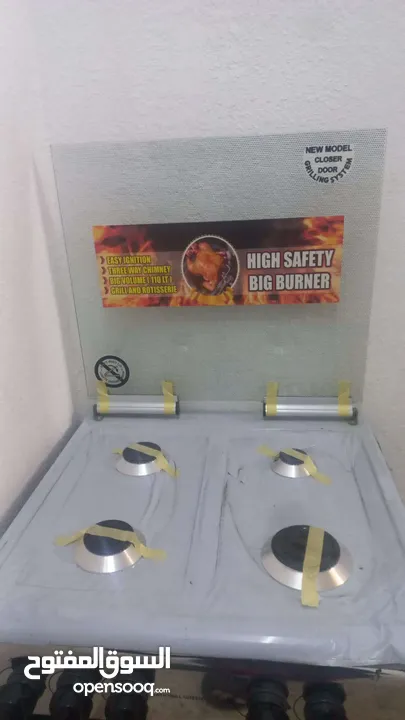 NEW MODEL
CLOSER
DOOR
GRILLING SYSTEM
EASY IGNITION
THREE WAY CHIMNEY
BIG VOLUME ( 110 LT )
GRILL AND ROTISSERIE
HIGH SAFETY
BIG BURNER
السوق المفتوح
opensooq.com